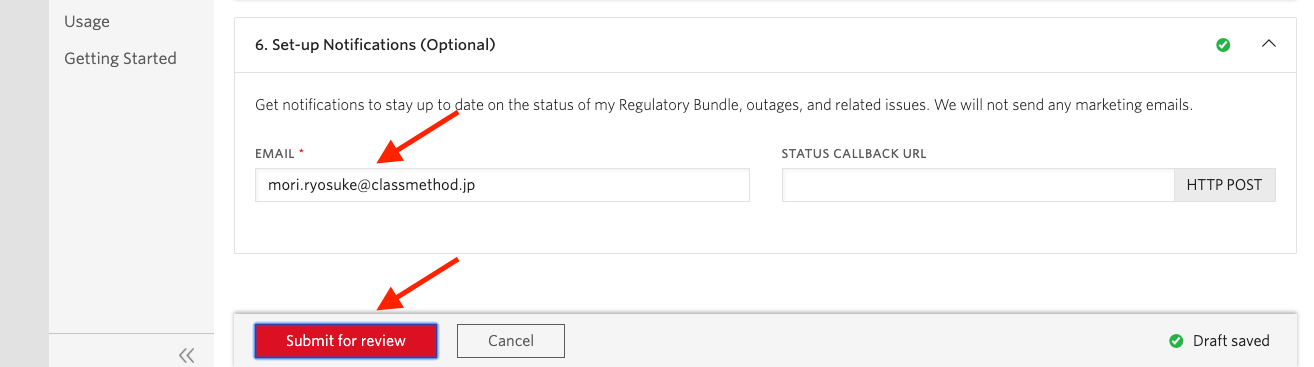 Usage
Getting Started
6. Set-up Notifications (Optional)
Get notifications to stay up to date on the status of my Regulatory Bundle, outages, and related issues. We will not send any marketing emails.
EMAIL *
STATUS CALLBACK URL
mori.ryosuke@classmethod.jp
HTTP POST
Submit for review
Cancel
Draft saved